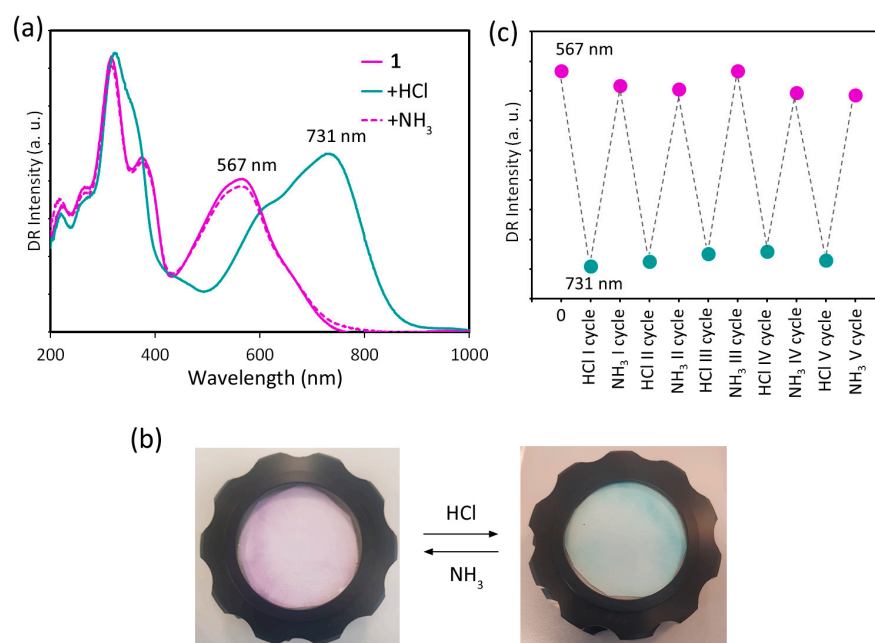 (a)
DR Intensity (a. u.)
1
+HCl
+NH3
567 nm
731 nm
200
400
600
800
1000
Wavelength (nm)
(c)
DR Intensity (a. u.)
567 nm
731 nm
0
HCl I cycle
NH3 I cycle
HCl II cycle
NH3 II cycle
HCl III cycle
NH3 III cycle
HCl IV cycle
NH3 IV cycle
HCl V cycle
NH3 V cycle
(b)
HCl
NH3